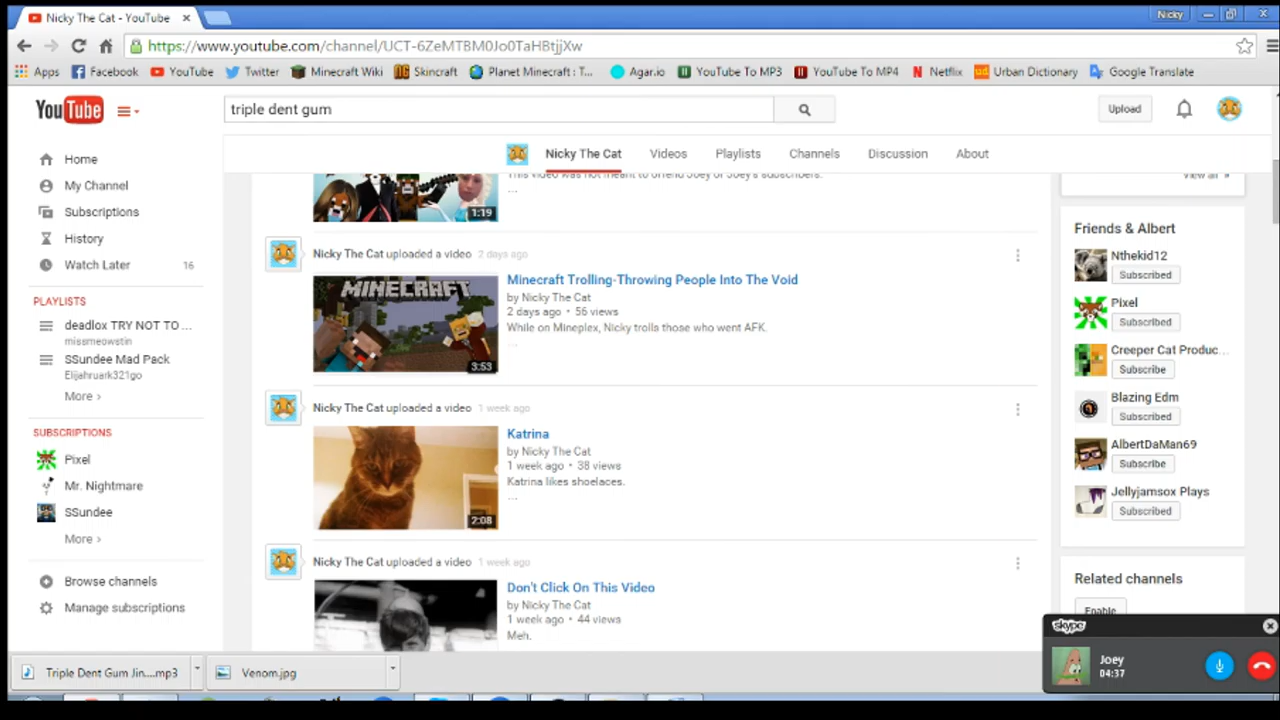 Nicky The Cat - YouTube
Nicky
https://www.youtube.com/channel/UCT-6ZeMTBM0Jo0TaHBtjjXw
Apps Facebook YouTube Twitter Minecraft Wiki Skincraft Planet Minecraft : T... Agar.io YouTube To MP3 YouTube To MP4 Netflix Urban Dictionary Google Translate
YouTube
triple dent gum
Upload
Nicky The Cat Videos Playlists Channels Discussion About
Home
My Channel
Subscriptions
History
Watch Later 16
PLAYLISTS
deadlox TRY NOT TO ...
missmeowstin
SSundee Mad Pack
Elijahruark321go
More ›
SUBSCRIPTIONS
Pixel
Mr. Nightmare
SSundee
More ›
Browse channels
Manage subscriptions
This video was not meant to offend Joey or Joey's subscribers.
...
1:19
Nicky The Cat uploaded a video 2 days ago
MINECRAFT
3:53
Minecraft Trolling-Throwing People Into The Void
by Nicky The Cat
2 days ago • 56 views
While on Mineplex, Nicky trolls those who went AFK.
...
Nicky The Cat uploaded a video 1 week ago
2:08
Katrina
by Nicky The Cat
1 week ago • 38 views
Katrina likes shoelaces.
...
Nicky The Cat uploaded a video 1 week ago
Don't Click On This Video
by Nicky The Cat
1 week ago • 44 views
Meh.
View all »
Friends & Albert
Nthekid12
Subscribed
Pixel
Subscribed
Creeper Cat Produc...
Subscribe
Blazing Edm
Subscribed
AlbertDaMan69
Subscribe
Jellyjamsox Plays
Subscribed
Related channels
Enable
skype
Joey
04:37
Triple Dent Gum Jin....mp3
Venom.jpg